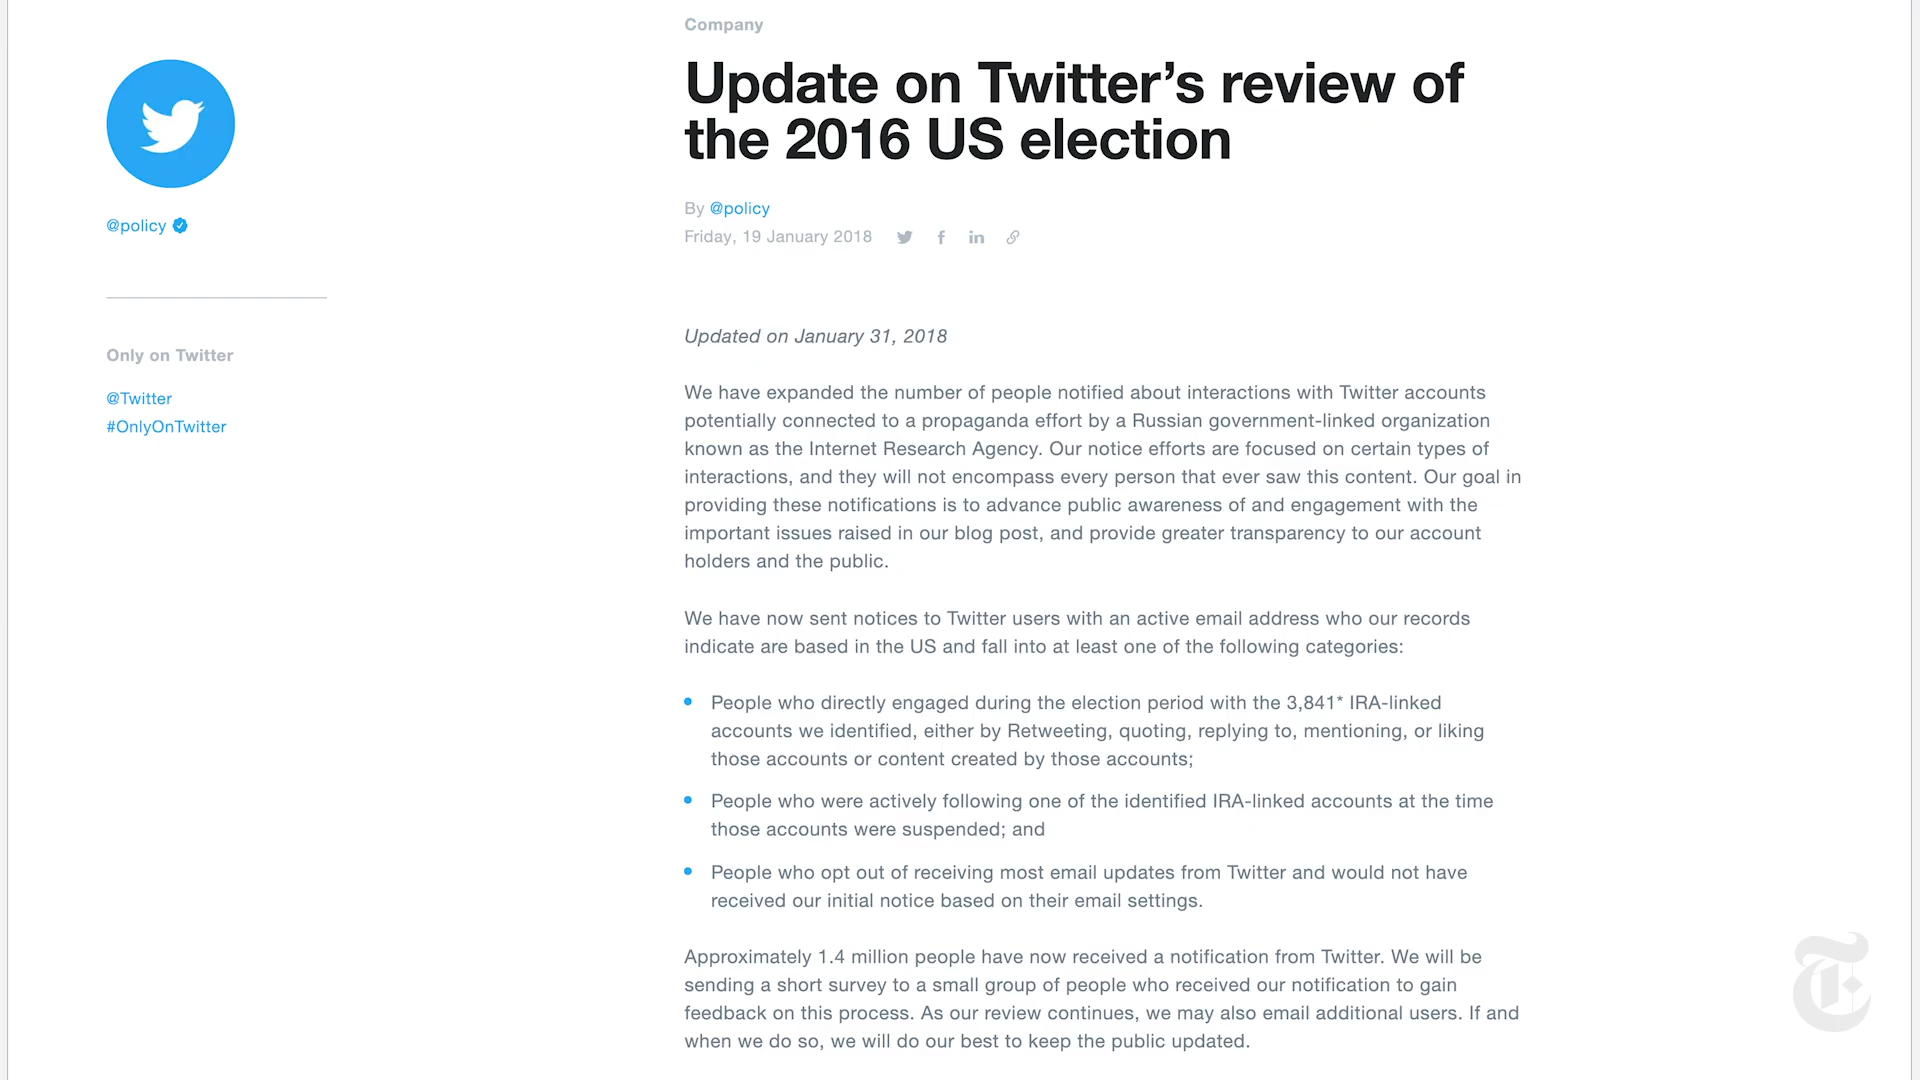 Company
Update on Twitter’s review of
the 2016 US election
@policy
By @policy
Friday, 19 January 2018
Only on Twitter
@Twitter
#OnlyOnTwitter
Updated on January 31, 2018
We have expanded the number of people notified about interactions with Twitter accounts
potentially connected to a propaganda effort by a Russian government-linked organization
known as the Internet Research Agency. Our notice efforts are focused on certain types of
interactions, and they will not encompass every person that ever saw this content. Our goal in
providing these notifications is to advance public awareness of and engagement with the
important issues raised in our blog post, and provide greater transparency to our account
holders and the public.
We have now sent notices to Twitter users with an active email address who our records
indicate are based in the US and fall into at least one of the following categories:
People who directly engaged during the election period with the 3,841* IRA-linked
accounts we identified, either by Retweeting, quoting, replying to, mentioning, or liking
those accounts or content created by those accounts;
People who were actively following one of the identified IRA-linked accounts at the time
those accounts were suspended; and
People who opt out of receiving most email updates from Twitter and would not have
received our initial notice based on their email settings.
Approximately 1.4 million people have now received a notification from Twitter. We will be
sending a short survey to a small group of people who received our notification to gain
feedback on this process. As our review continues, we may also email additional users. If and
when we do so, we will do our best to keep the public updated.
T